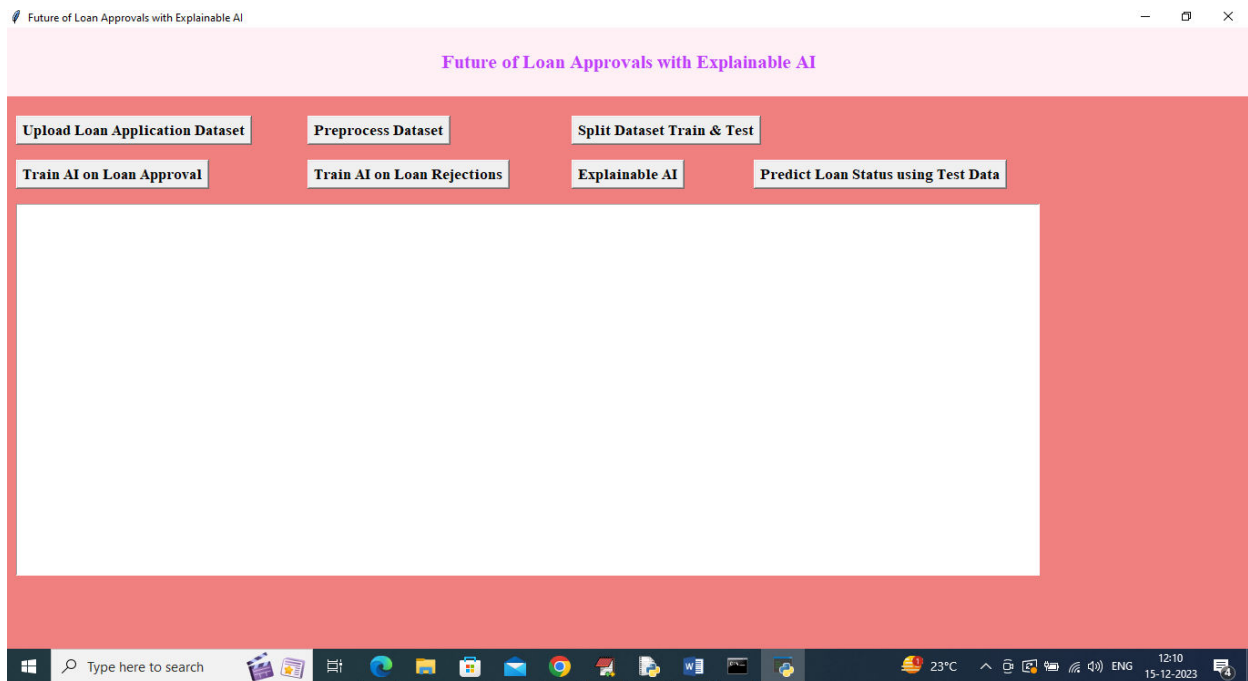 Future of Loan Approvals with Explainable AI
Future of Loan Approvals with Explainable AI
Upload Loan Application Dataset Preprocess Dataset Split Dataset Train & Test
Train AI on Loan Approval Train AI on Loan Rejections Explainable AI Predict Loan Status using Test Data
Type here to search 23°C ENG 12:10
15-12-2023